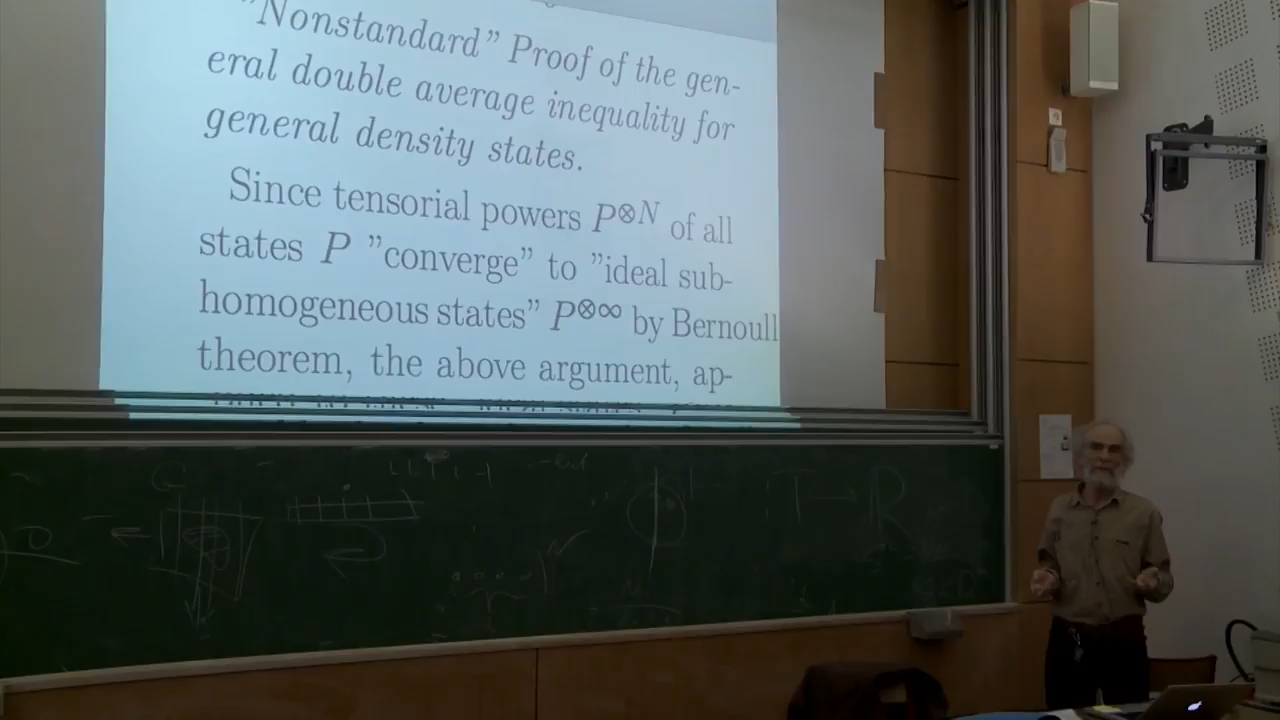 "Nonstandard” Proof of the gen-
eral double average inequality for
general density states.
Since tensorial powers P⊗N of all
states P ”converge” to ”ideal sub-
homogeneous states” P⊗∞ by Bernoull
theorem, the above argument, ap-
G
T → R
N